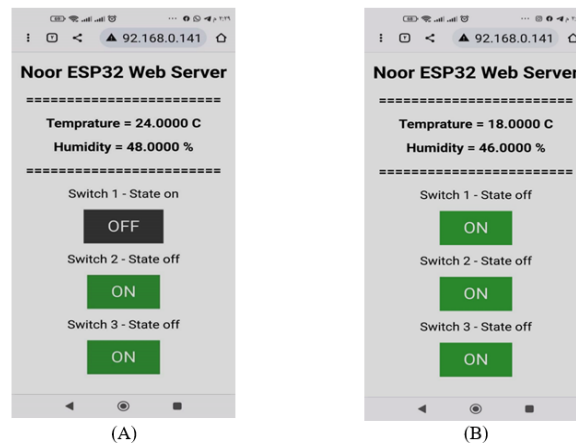 92.168.0.141
Noor ESP32 Web Server
========================
Temprature = 24.0000 C
Humidity = 48.0000 %
========================
Switch 1 - State on
OFF
Switch 2 - State off
ON
Switch 3 - State off
ON
(A)
92.168.0.141
Noor ESP32 Web Server
========================
Temprature = 18.0000 C
Humidity = 46.0000 %
========================
Switch 1 - State off
ON
Switch 2 - State off
ON
Switch 3 - State off
ON
(B)